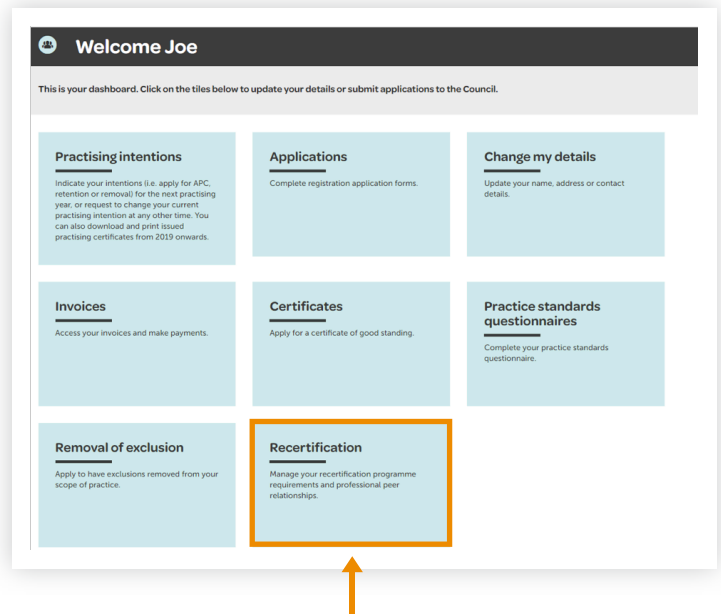 Welcome Joe
This is your dashboard. Click on the tiles below to update your details or submit applications to the Council.
Practising intentions
Indicate your intentions (i.e. apply for APC,
retention or removal) for the next practising
year, or request to change your current
practising intention at any other time. You
can also download and print issued
practising certificates from 2019 onwards.
Applications
Complete registration application forms.
Change my details
Update your name, address or contact
details.
Invoices
Access your invoices and make payments.
Certificates
Apply for a certificate of good standing.
Practice standards
questionnaires
Complete your practice standards
questionnaire.
Removal of exclusion
Apply to have exclusions removed from your
scope of practice.
Recertification
Manage your recertification programme
requirements and professional peer
relationships.